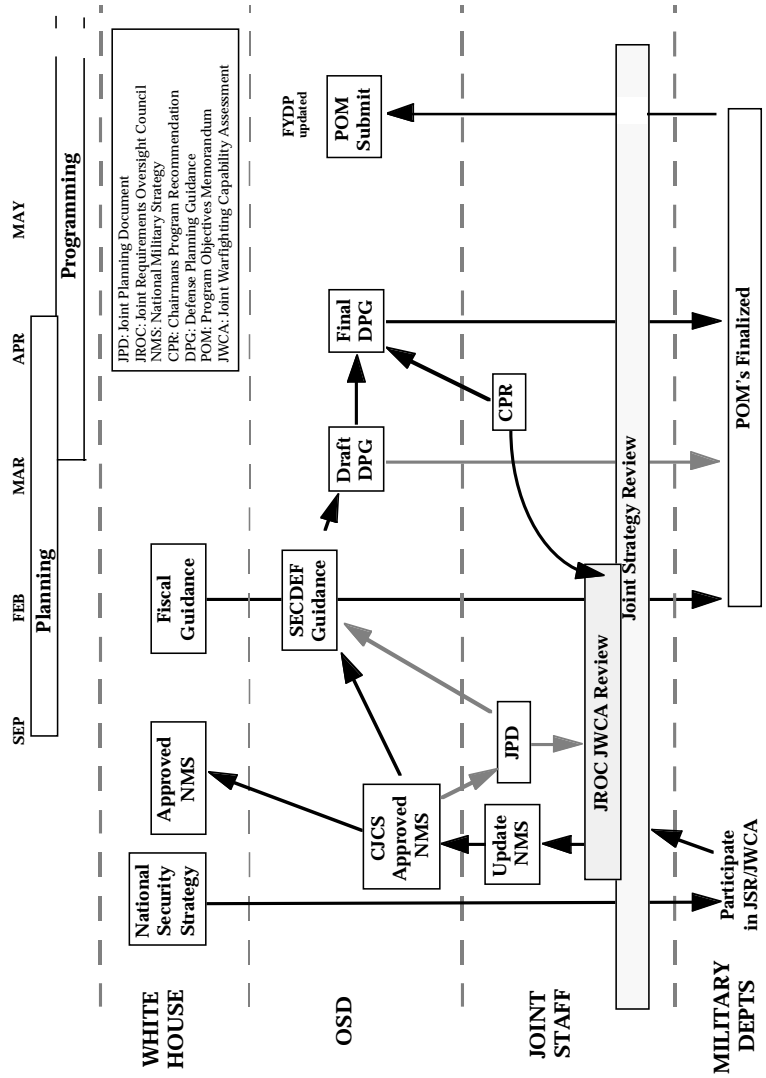 SEP
FEB
MAR
APR
MAY
Planning
Programming
WHITE
HOUSE
National
Security
Strategy
Approved
NMS
Fiscal
Guidance
JPD: Joint Planning Document
JROC: Joint Requirements Oversight Council
NMS: National Military Strategy
CPR: Chairmans Program Recommendation
DPG: Defense Planning Guidance
POM: Program Objectives Memorandum
JWCA: Joint Warfighting Capability Assessment
OSD
CJCS
Approved
NMS
SECDEF
Guidance
Draft
DPG
Final
DPG
FYDP
updated
POM
Submit
JOINT
STAFF
Update
NMS
JPD
CPR
JROC JWCA Review
Joint Strategy Review
MILITARY
DEPTS
Participate
in JSR/JWCA
POM's Finalized